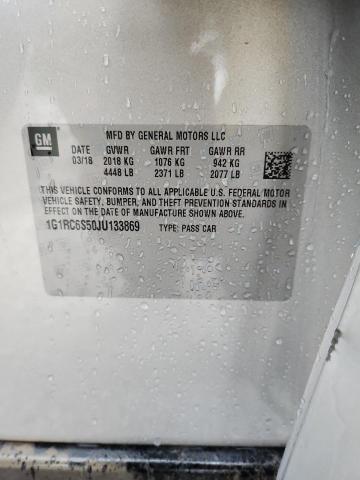 GM
MFD BY GENERAL MOTORS LLC
DATE GVWR GAWR FRT GAWR RR
03/18 2018 KG 1076 KG 942 KG
4448 LB 2371 LB 2077 LB
THIS VEHICLE CONFORMS TO ALL APPLICABLE U.S. FEDERAL MOTOR
VEHICLE SAFETY, BUMPER, AND THEFT PREVENTION STANDARDS IN
EFFECT ON THE DATE OF MANUFACTURE SHOWN ABOVE.
1G1RC6S50JU133869 TYPE: PASS CAR